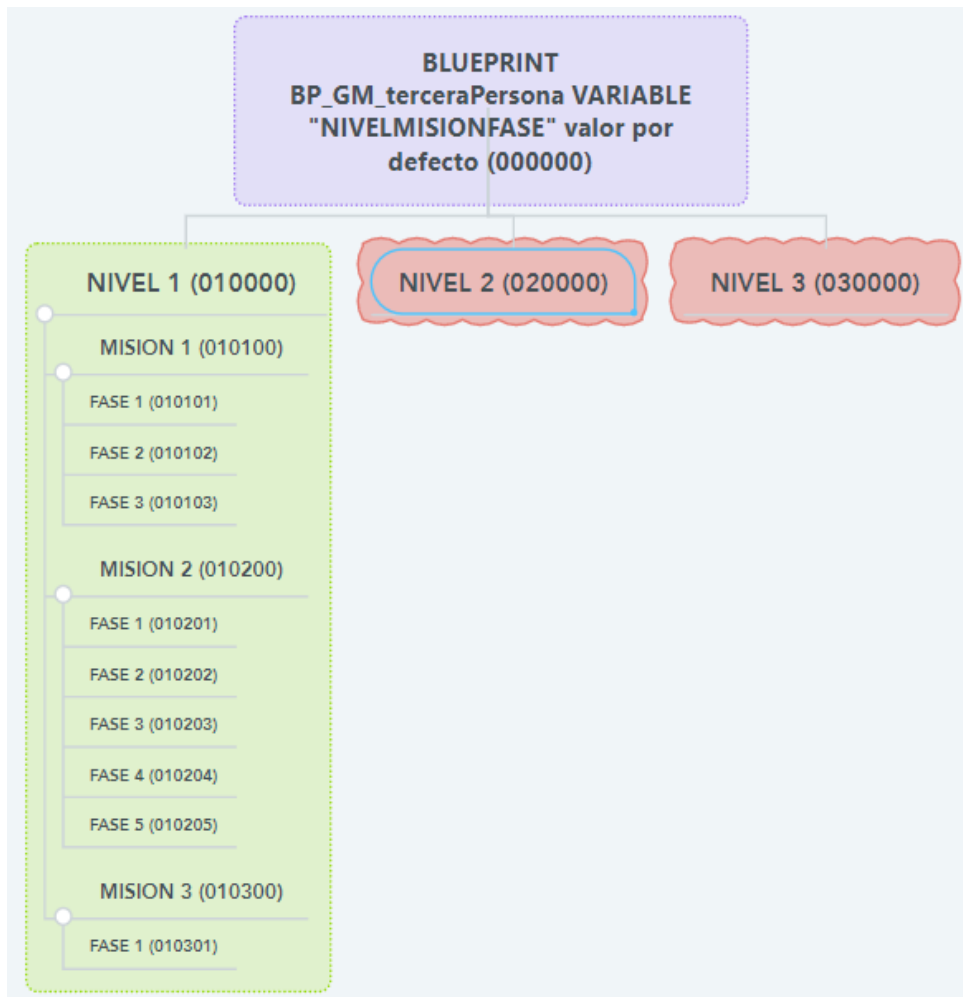 BLUEPRINT
BP_GM_terceraPersona VARIABLE
"NIVELMISIONFASE" valor por
defecto (000000)
NIVEL 1 (010000)
MISION 1 (010100)
FASE 1 (010101)
FASE 2 (010102)
FASE 3 (010103)
MISION 2 (010200)
FASE 1 (010201)
FASE 2 (010202)
FASE 3 (010203)
FASE 4 (010204)
FASE 5 (010205)
MISION 3 (010300)
FASE 1 (010301)
NIVEL 2 (020000)
NIVEL 3 (030000)